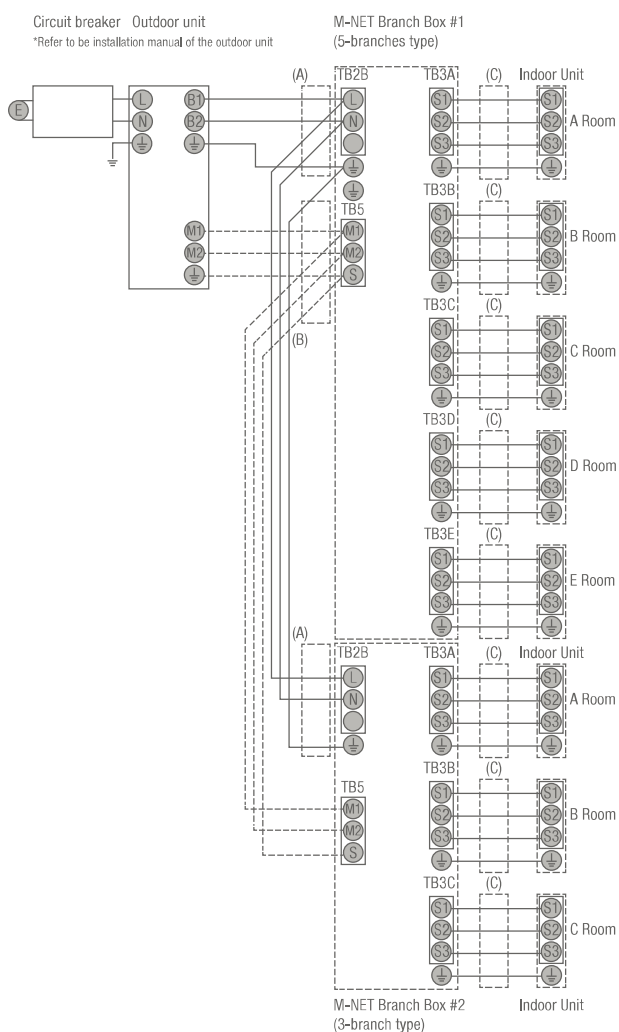 Circuit breaker Outdoor unit
*Refer to be installation manual of the outdoor unit
M-NET Branch Box #1
(5-branches type)
(A) TB2B TB3A (C) Indoor Unit
E L B1 L S1 S1
N B2 N S2 S2 A Room
S3 S3
TB3B (C)
TB5
M1 M1 S1 S1
M2 M2 S2 S2 B Room
S S3 S3
TB3C (C)
(B)
S1 S1
S2 S2 C Room
S3 S3
TB3D (C)
S1 S1
S2 S2 D Room
S3 S3
TB3E (C)
S1 S1
S2 S2 E Room
S3 S3
(A) TB2B TB3A (C) Indoor Unit
L S1 S1
N S2 S2 A Room
S3 S3
TB3B (C)
TB5
M1 S1 S1
M2 S2 S2 B Room
S S3 S3
TB3C (C)
S1 S1
S2 S2 C Room
S3 S3
M-NET Branch Box #2 Indoor Unit
(3-branch type)